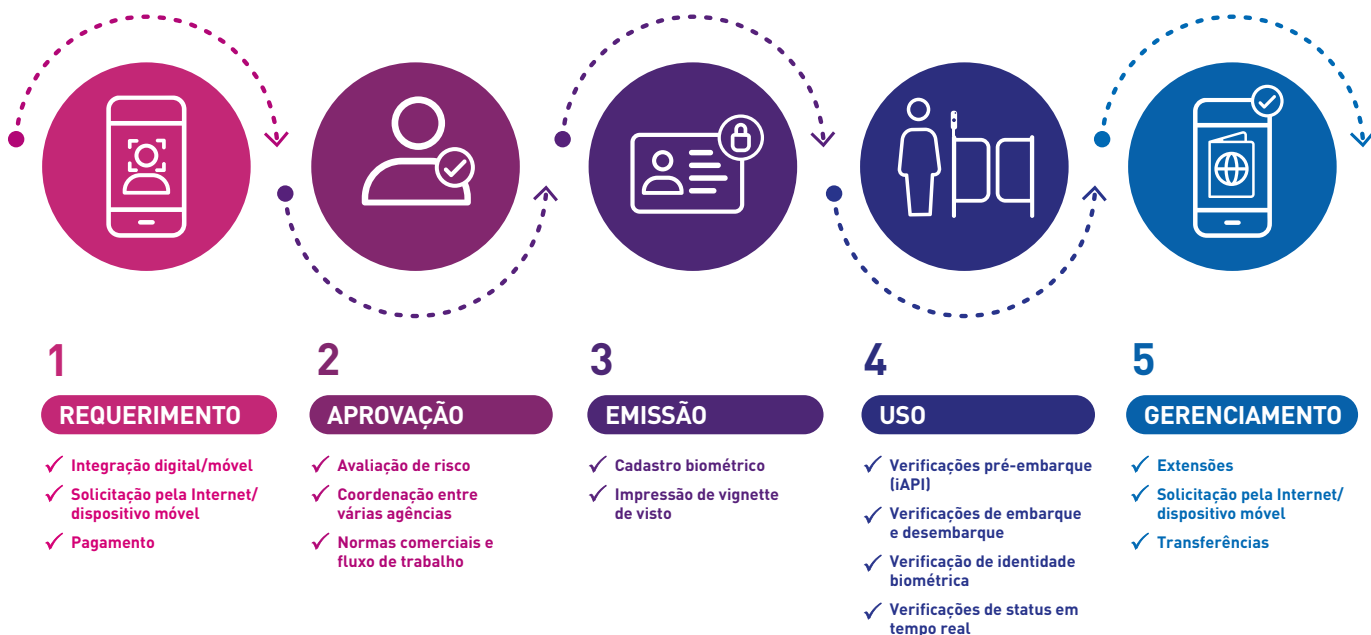 1
REQUERIMENTO
✓ Integração digital/móvel
✓ Solicitação pela Internet/
dispositivo móvel
✓ Pagamento
2
APROVAÇÃO
✓ Avaliação de risco
✓ Coordenação entre
várias agências
✓ Normas comerciais e
fluxo de trabalho
3
EMISSÃO
✓ Cadastro biométrico
✓ Impressão de vignette
de visto
4
USO
✓ Verificações pré-embarque
(iAPI)
✓ Verificações de embarque
e desembarque
✓ Verificação de identidade
biométrica
✓ Verificações de status em
tempo real
5
GERENCIAMENTO
✓ Extensões
✓ Solicitação pela Internet/
dispositivo móvel
✓ Transferências